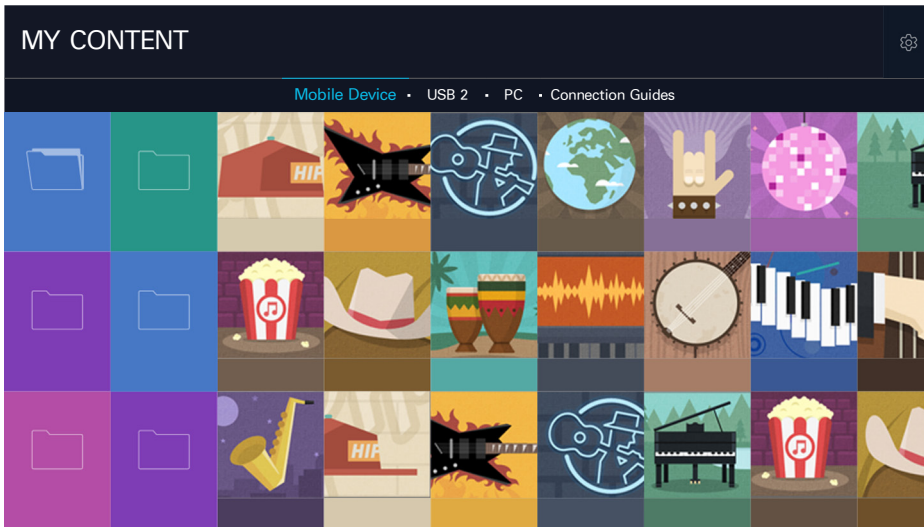 MY CONTENT
Mobile Device • USB 2 • PC • Connection Guides
HIP
HIP